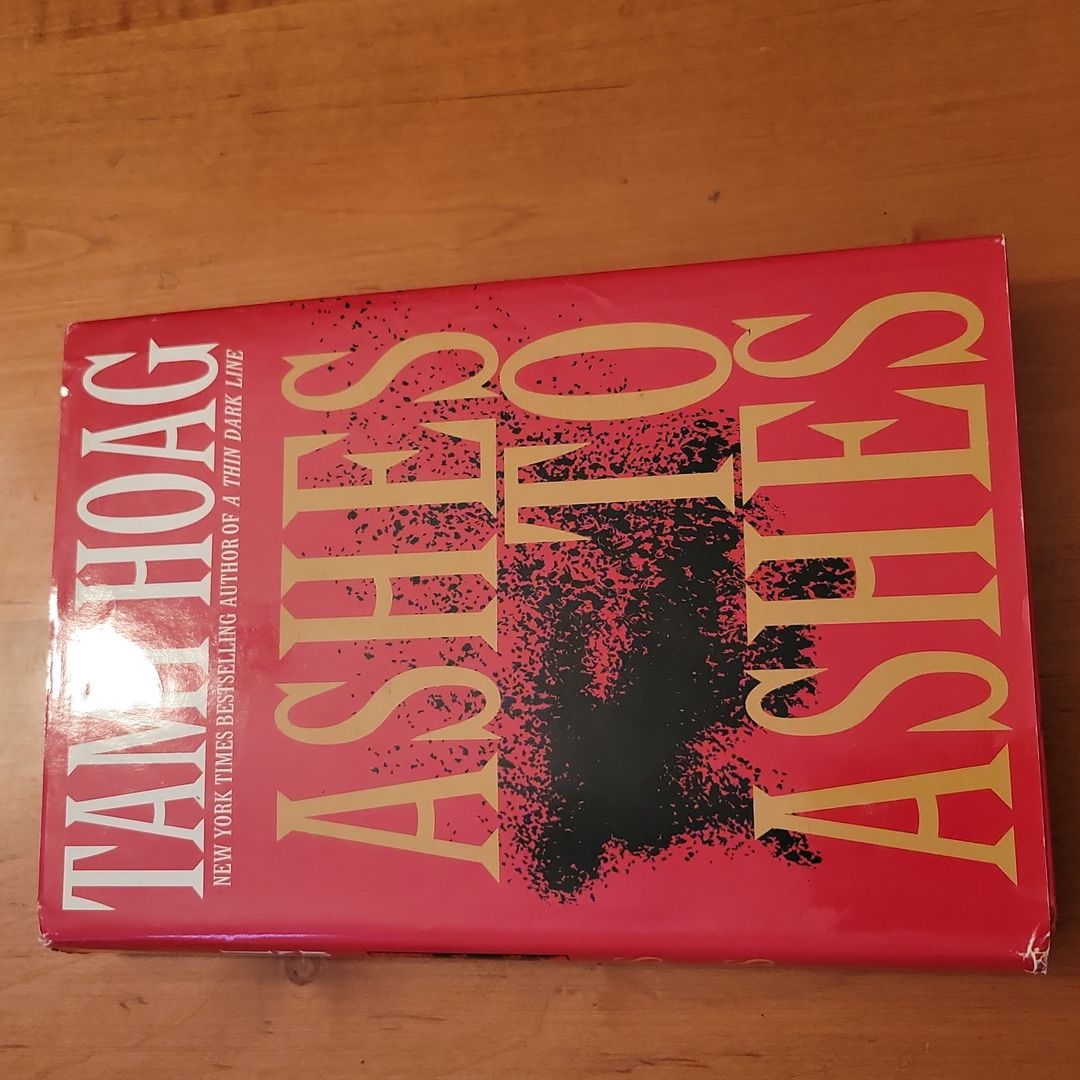 TAMI HOAG
NEW YORK TIMES BESTSELLING AUTHOR OF A THIN DARK LINE
ASHES
TO
ASHES